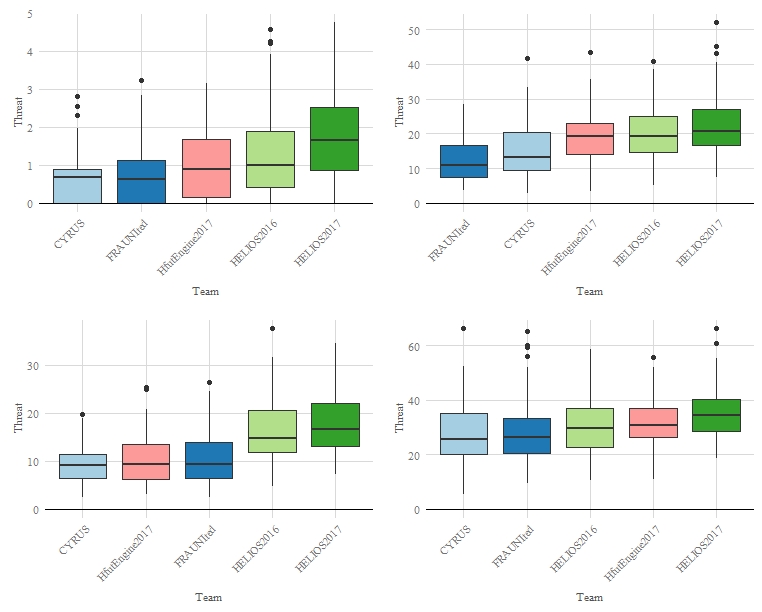 5
4
3
2
1
0
Threat
CYRUS
FRAUNIted
HfutEngine2017
HELIOS2016
HELIOS2017
Team
50
40
30
20
10
0
Threat
FRAUNIted
CYRUS
HfutEngine2017
HELIOS2016
HELIOS2017
Team
30
20
10
0
Threat
CYRUS
HfutEngine2017
FRAUNIted
HELIOS2016
HELIOS2017
Team
60
40
20
0
Threat
CYRUS
FRAUNIted
HELIOS2016
HfutEngine2017
HELIOS2017
Team